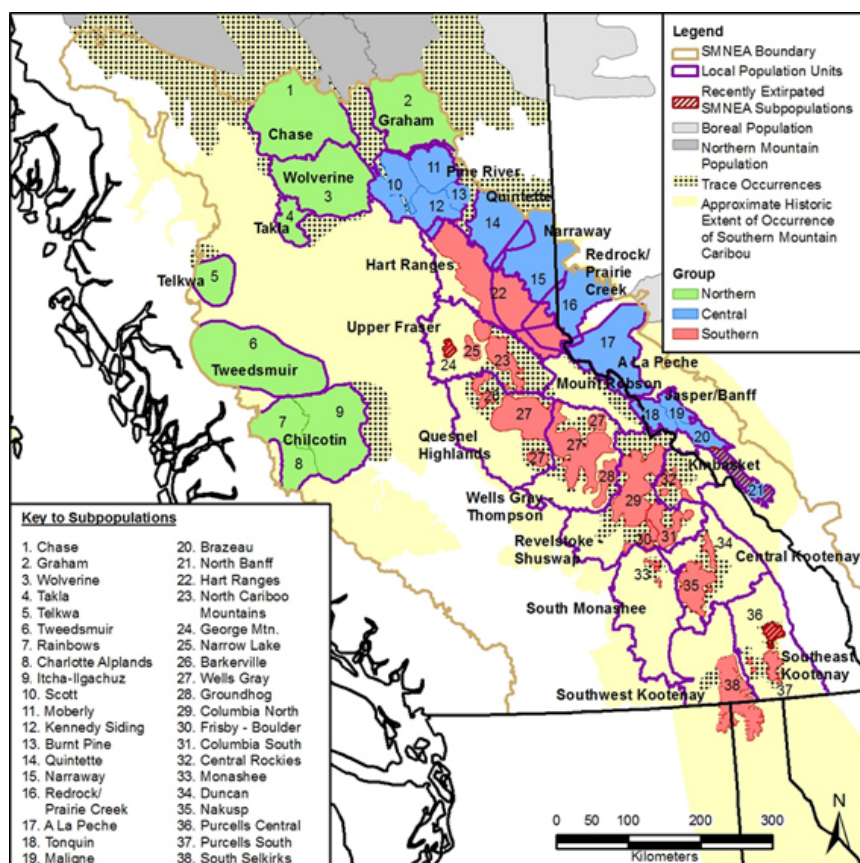 Legend
SMNEA Boundary
Local Population Units
Recently Extirpated
SMNEA Subpopulations
Boreal Population
Northern Mountain
Population
Trace Occurrences
Approximate Historic
Extent of Occurrence
of Southern Mountain
Caribou
Group
Northern
Central
Southern
1
Chase
2
Graham
Wolverine
3
4
Takla
10
11
Pine River
12
13
Quintette
14
Narraway
15
Redrock/
Prairie
Creek
16
Telkwa
5
Hart Ranges
22
17
A La Peche
6
Tweedsmuir
Upper Fraser
24
25
23
Mount Robson
Jasper/Banff
18
19
20
21
7
9
Chilcotin
8
26
27
27
27
27
Quesnel
Highlands
Kinbasket
28
29
32
Wells Gray -
Thompson
30
31
Revelstoke -
Shuswap
34
Central Kootenay
33
35
South Monashee
36
Southeast
Kootenay
37
Southwest Kootenay
38
Key to Subpopulations
1. Chase
2. Graham
3. Wolverine
4. Takla
5. Telkwa
6. Tweedsmuir
7. Rainbows
8. Charlotte Alplands
9. Itcha-Ilgachuz
10. Scott
11. Moberly
12. Kennedy Siding
13. Burnt Pine
14. Quintette
15. Narraway
16. Redrock/
Prairie Creek
17. A La Peche
18. Tonquin
19. Maligne
20. Brazeau
21. North Banff
22. Hart Ranges
23. North Cariboo
Mountains
24. George Mtn.
25. Narrow Lake
26. Barkerville
27. Wells Gray
28. Groundhog
29. Columbia North
30. Frisby - Boulder
31. Columbia South
32. Central Rockies
33. Monashee
34. Duncan
35. Nakusp
36. Purcells Central
37. Purcells South
38. South Selkirks
0 100 200 300
Kilometers
N